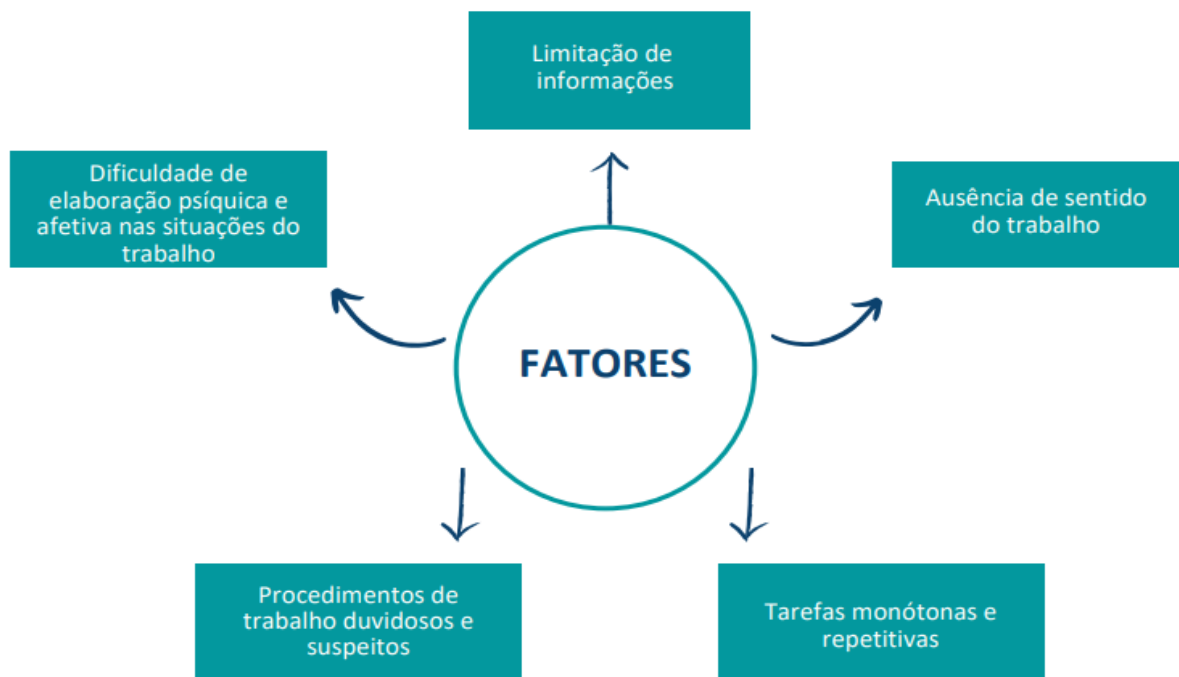 Limitação de
informações
Dificuldade de
elaboração psíquica e
afetiva nas situações do
trabalho
Ausência de sentido
do trabalho
FATORES
Procedimentos de
trabalho duvidosos e
suspeitos
Tarefas monótonas e
repetitivas